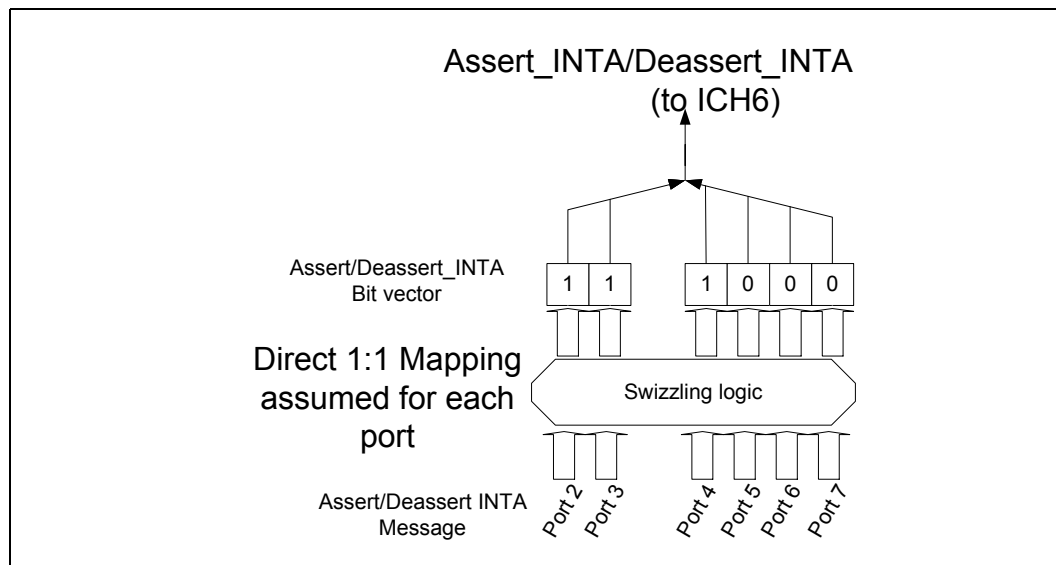 Assert_INTA/Deassert_INTA
(to ICH6)
Assert/Deassert_INTA
Bit vector
1 1 1 0 0 0
Direct 1:1 Mapping
assumed for each
port
Swizzling logic
Assert/Deassert INTA
Message
Port 2
Port 3
Port 4
Port 5
Port 6
Port 7